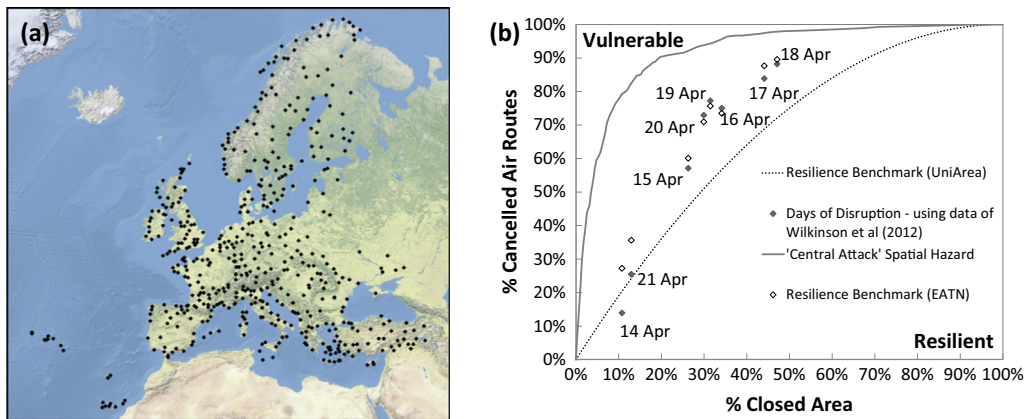 (a)
(b)
% Cancelled Air Routes
100%
90%
80%
70%
60%
50%
40%
30%
20%
10%
0%
Vulnerable
18 Apr
17 Apr
19 Apr
16 Apr
20 Apr
15 Apr
21 Apr
14 Apr
Resilience Benchmark (UniArea)
Days of Disruption - using data of
Wilkinson et al (2012)
'Central Attack' Spatial Hazard
Resilience Benchmark (EATN)
Resilient
0% 10% 20% 30% 40% 50% 60% 70% 80% 90% 100%
% Closed Area